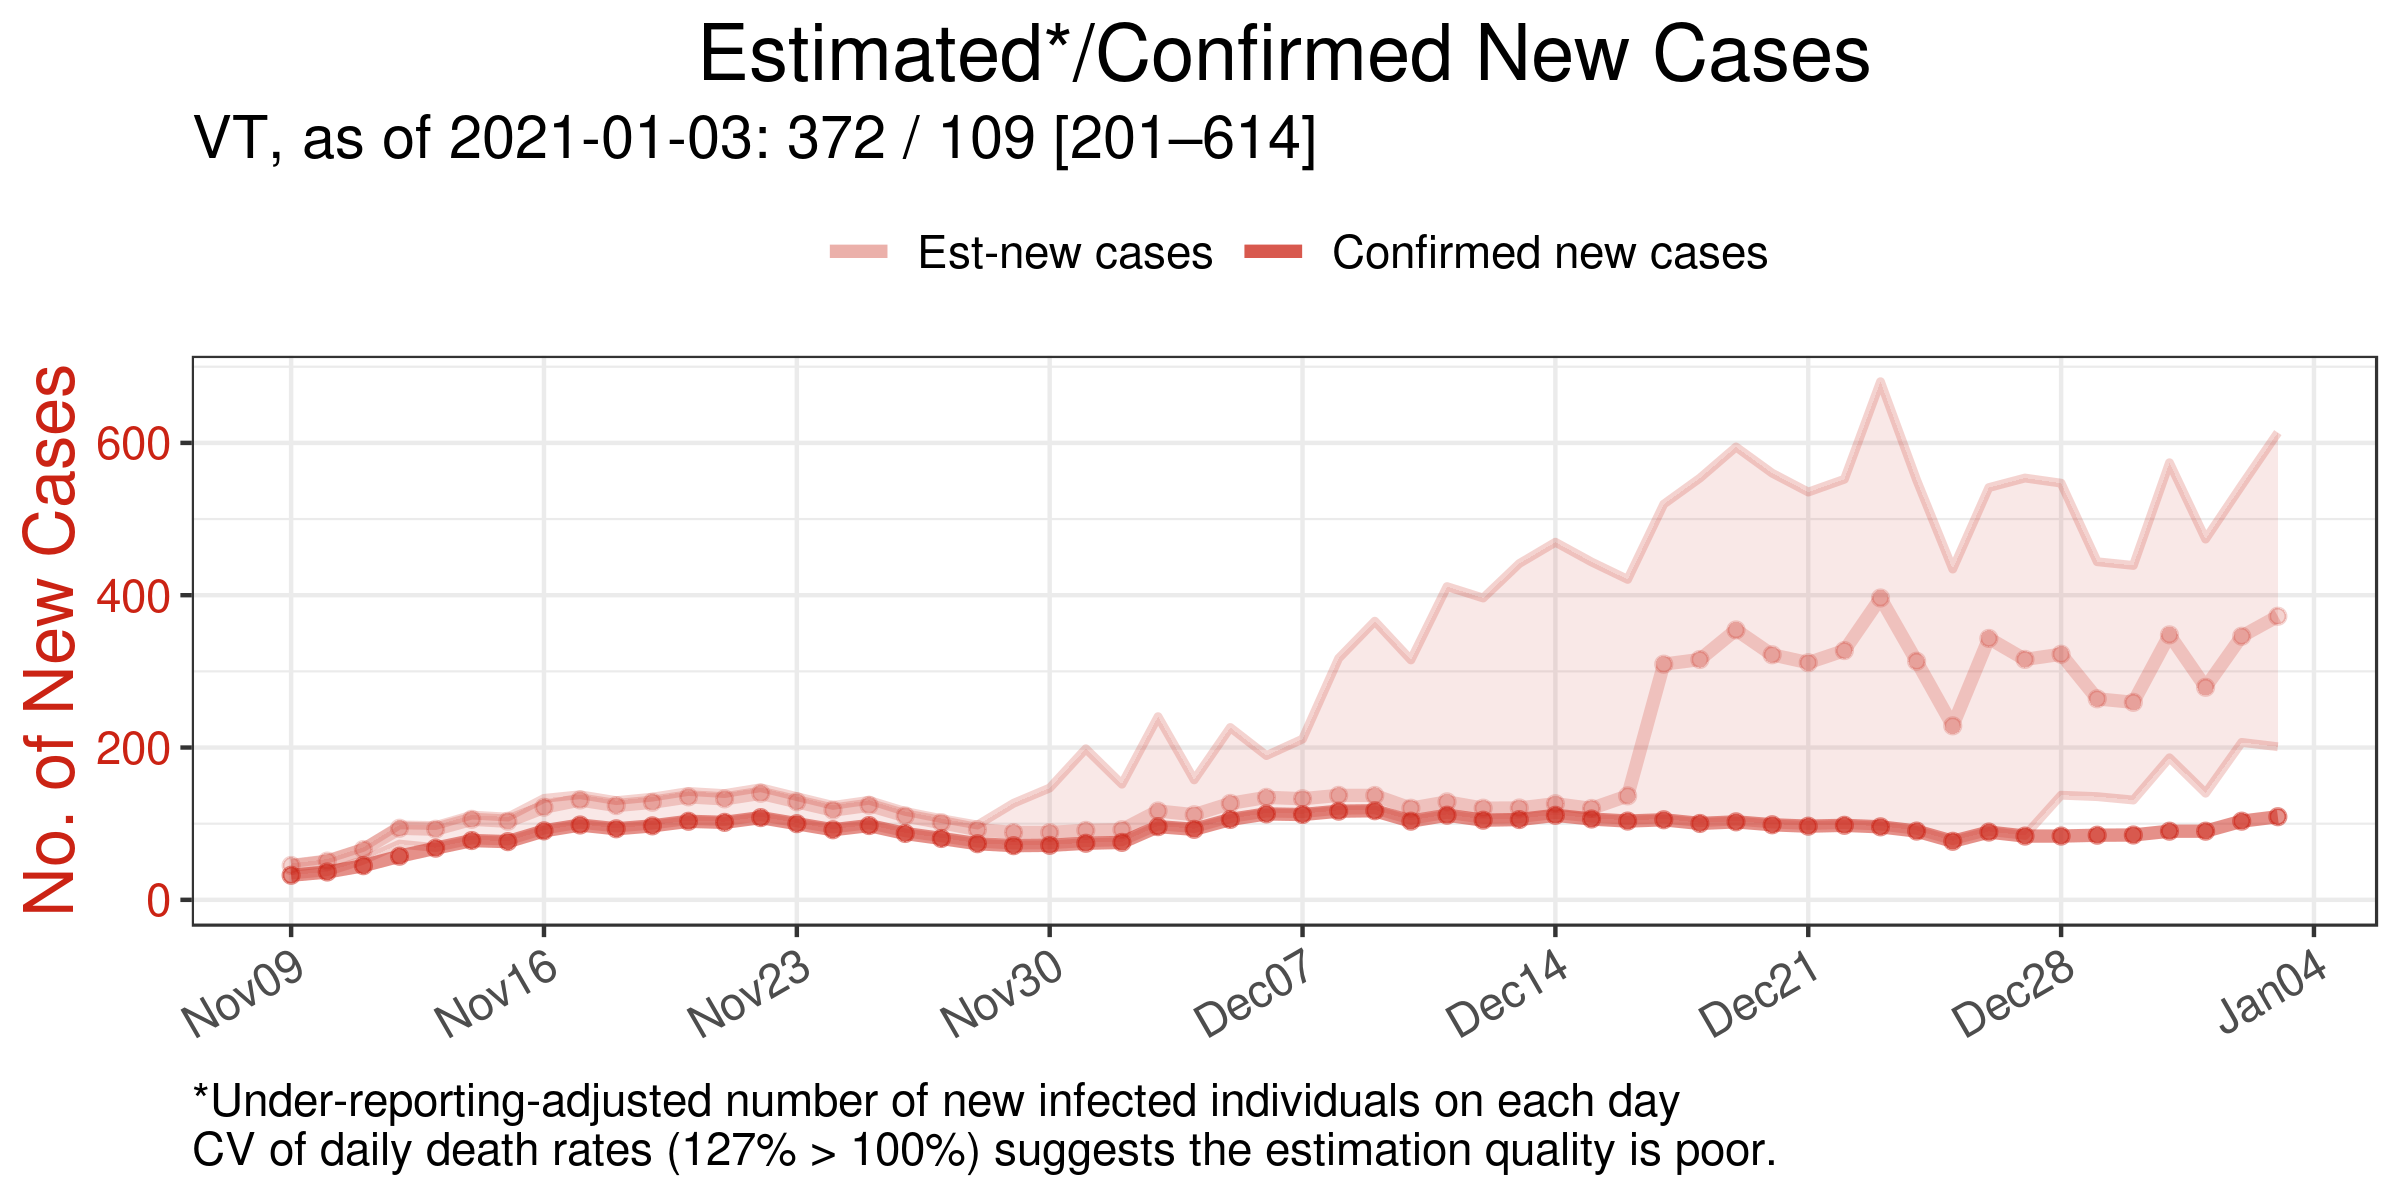 Estimated*/Confirmed New Cases
VT, as of 2021-01-03: 372 / 109 [201–614]
Est-new cases
Confirmed new cases
No. of New Cases
600
400
200
0
Nov09
Nov16
Nov23
Nov30
Dec07
Dec14
Dec21
Dec28
Jan04
*Under-reporting-adjusted number of new infected individuals on each day
CV of daily death rates (127% > 100%) suggests the estimation quality is poor.